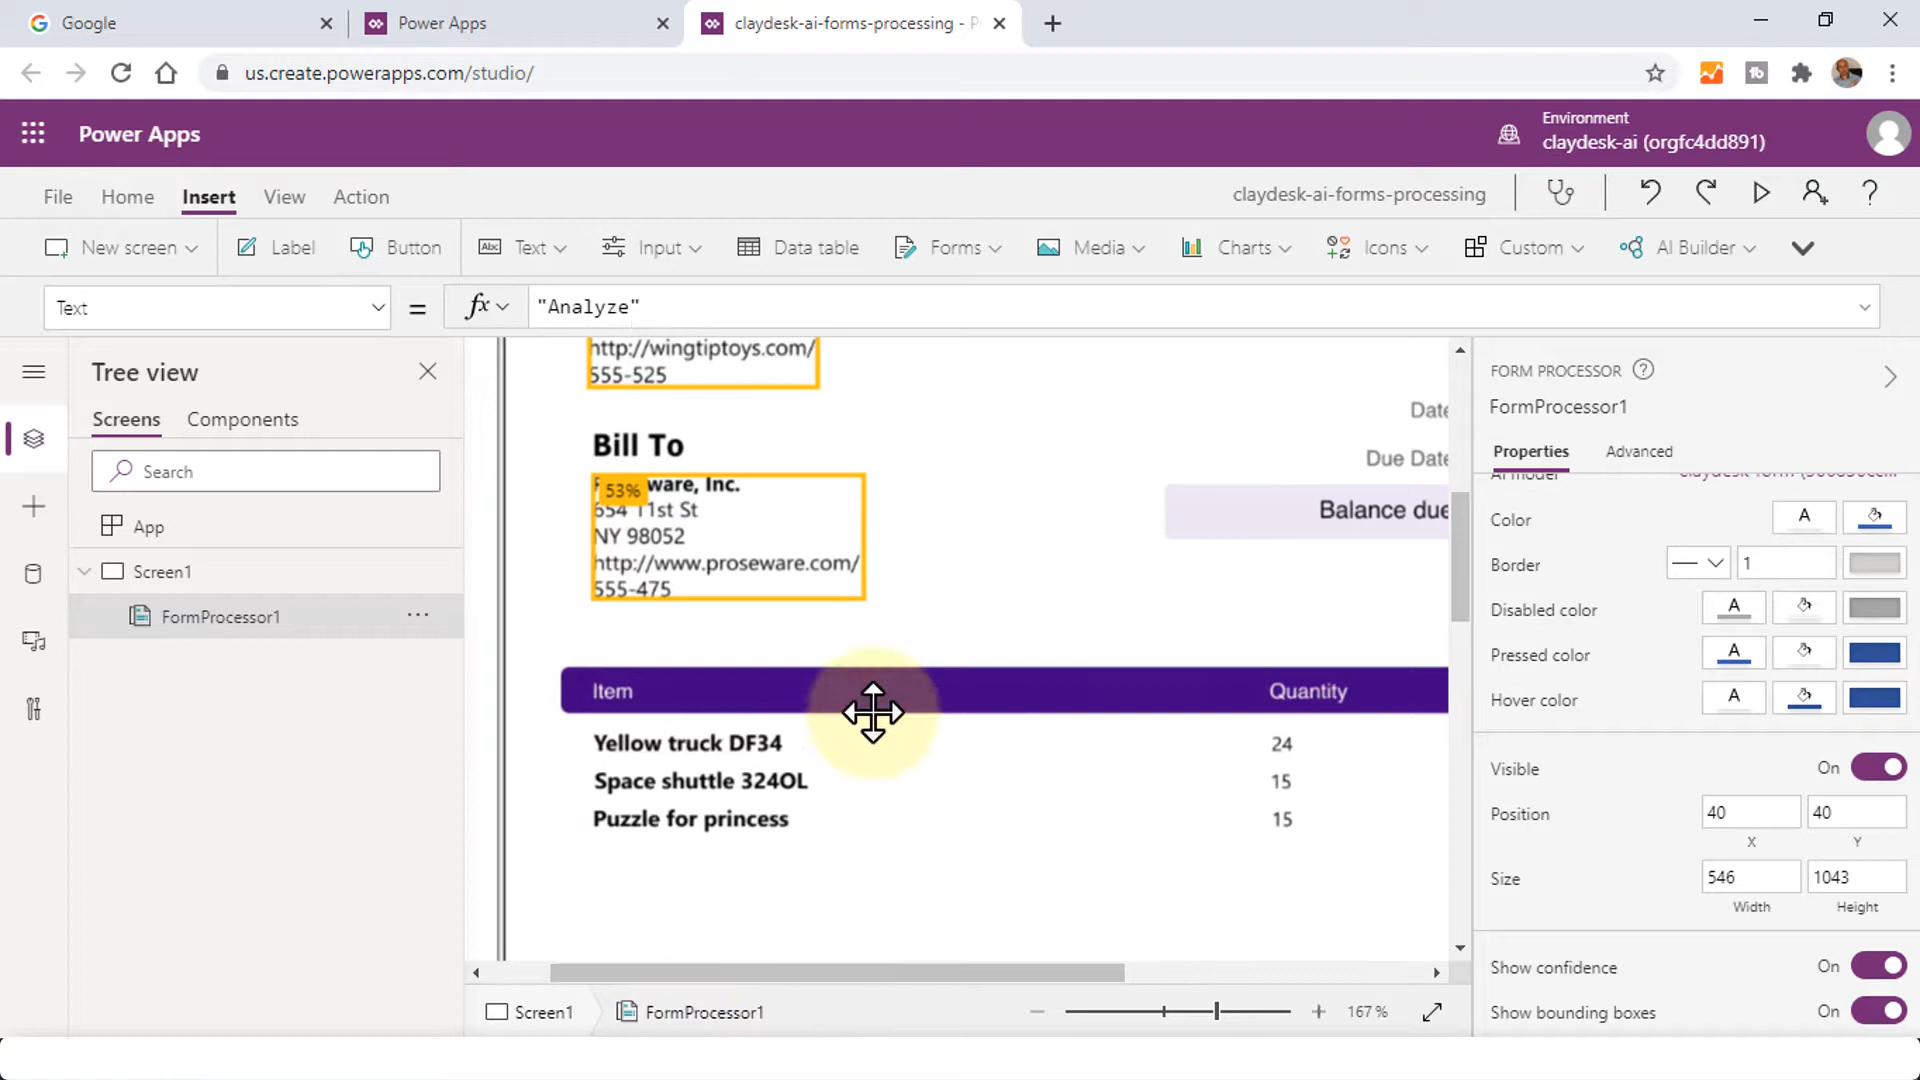 Google
Power Apps
claydesk-ai-forms-processing - P
us.create.powerapps.com/studio/
Power Apps
Environment
claydesk-ai (orgfc4dd891)
File Home Insert View Action
claydesk-ai-forms-processing
New screen Label Button Text Input Data table Forms Media Charts Icons Custom AI Builder
Text = fx "Analyze"
Tree view
Screens Components
Search
App
Screen1
FormProcessor1
http://wingtiptoys.com/
555-525
Bill To
53% ware, Inc.
654 11st St
NY 98052
http://www.proseware.com/
555-475
Date
Due Date
Balance due
Item Quantity
Yellow truck DF34 24
Space shuttle 324OL 15
Puzzle for princess 15
FORM PROCESSOR
FormProcessor1
Properties Advanced
AI model
Color
Border 1
Disabled color
Pressed color
Hover color
Visible On
Position 40 40
X Y
Size 546 1043
Width Height
Show confidence On
Show bounding boxes On
Screen1 FormProcessor1 167 %